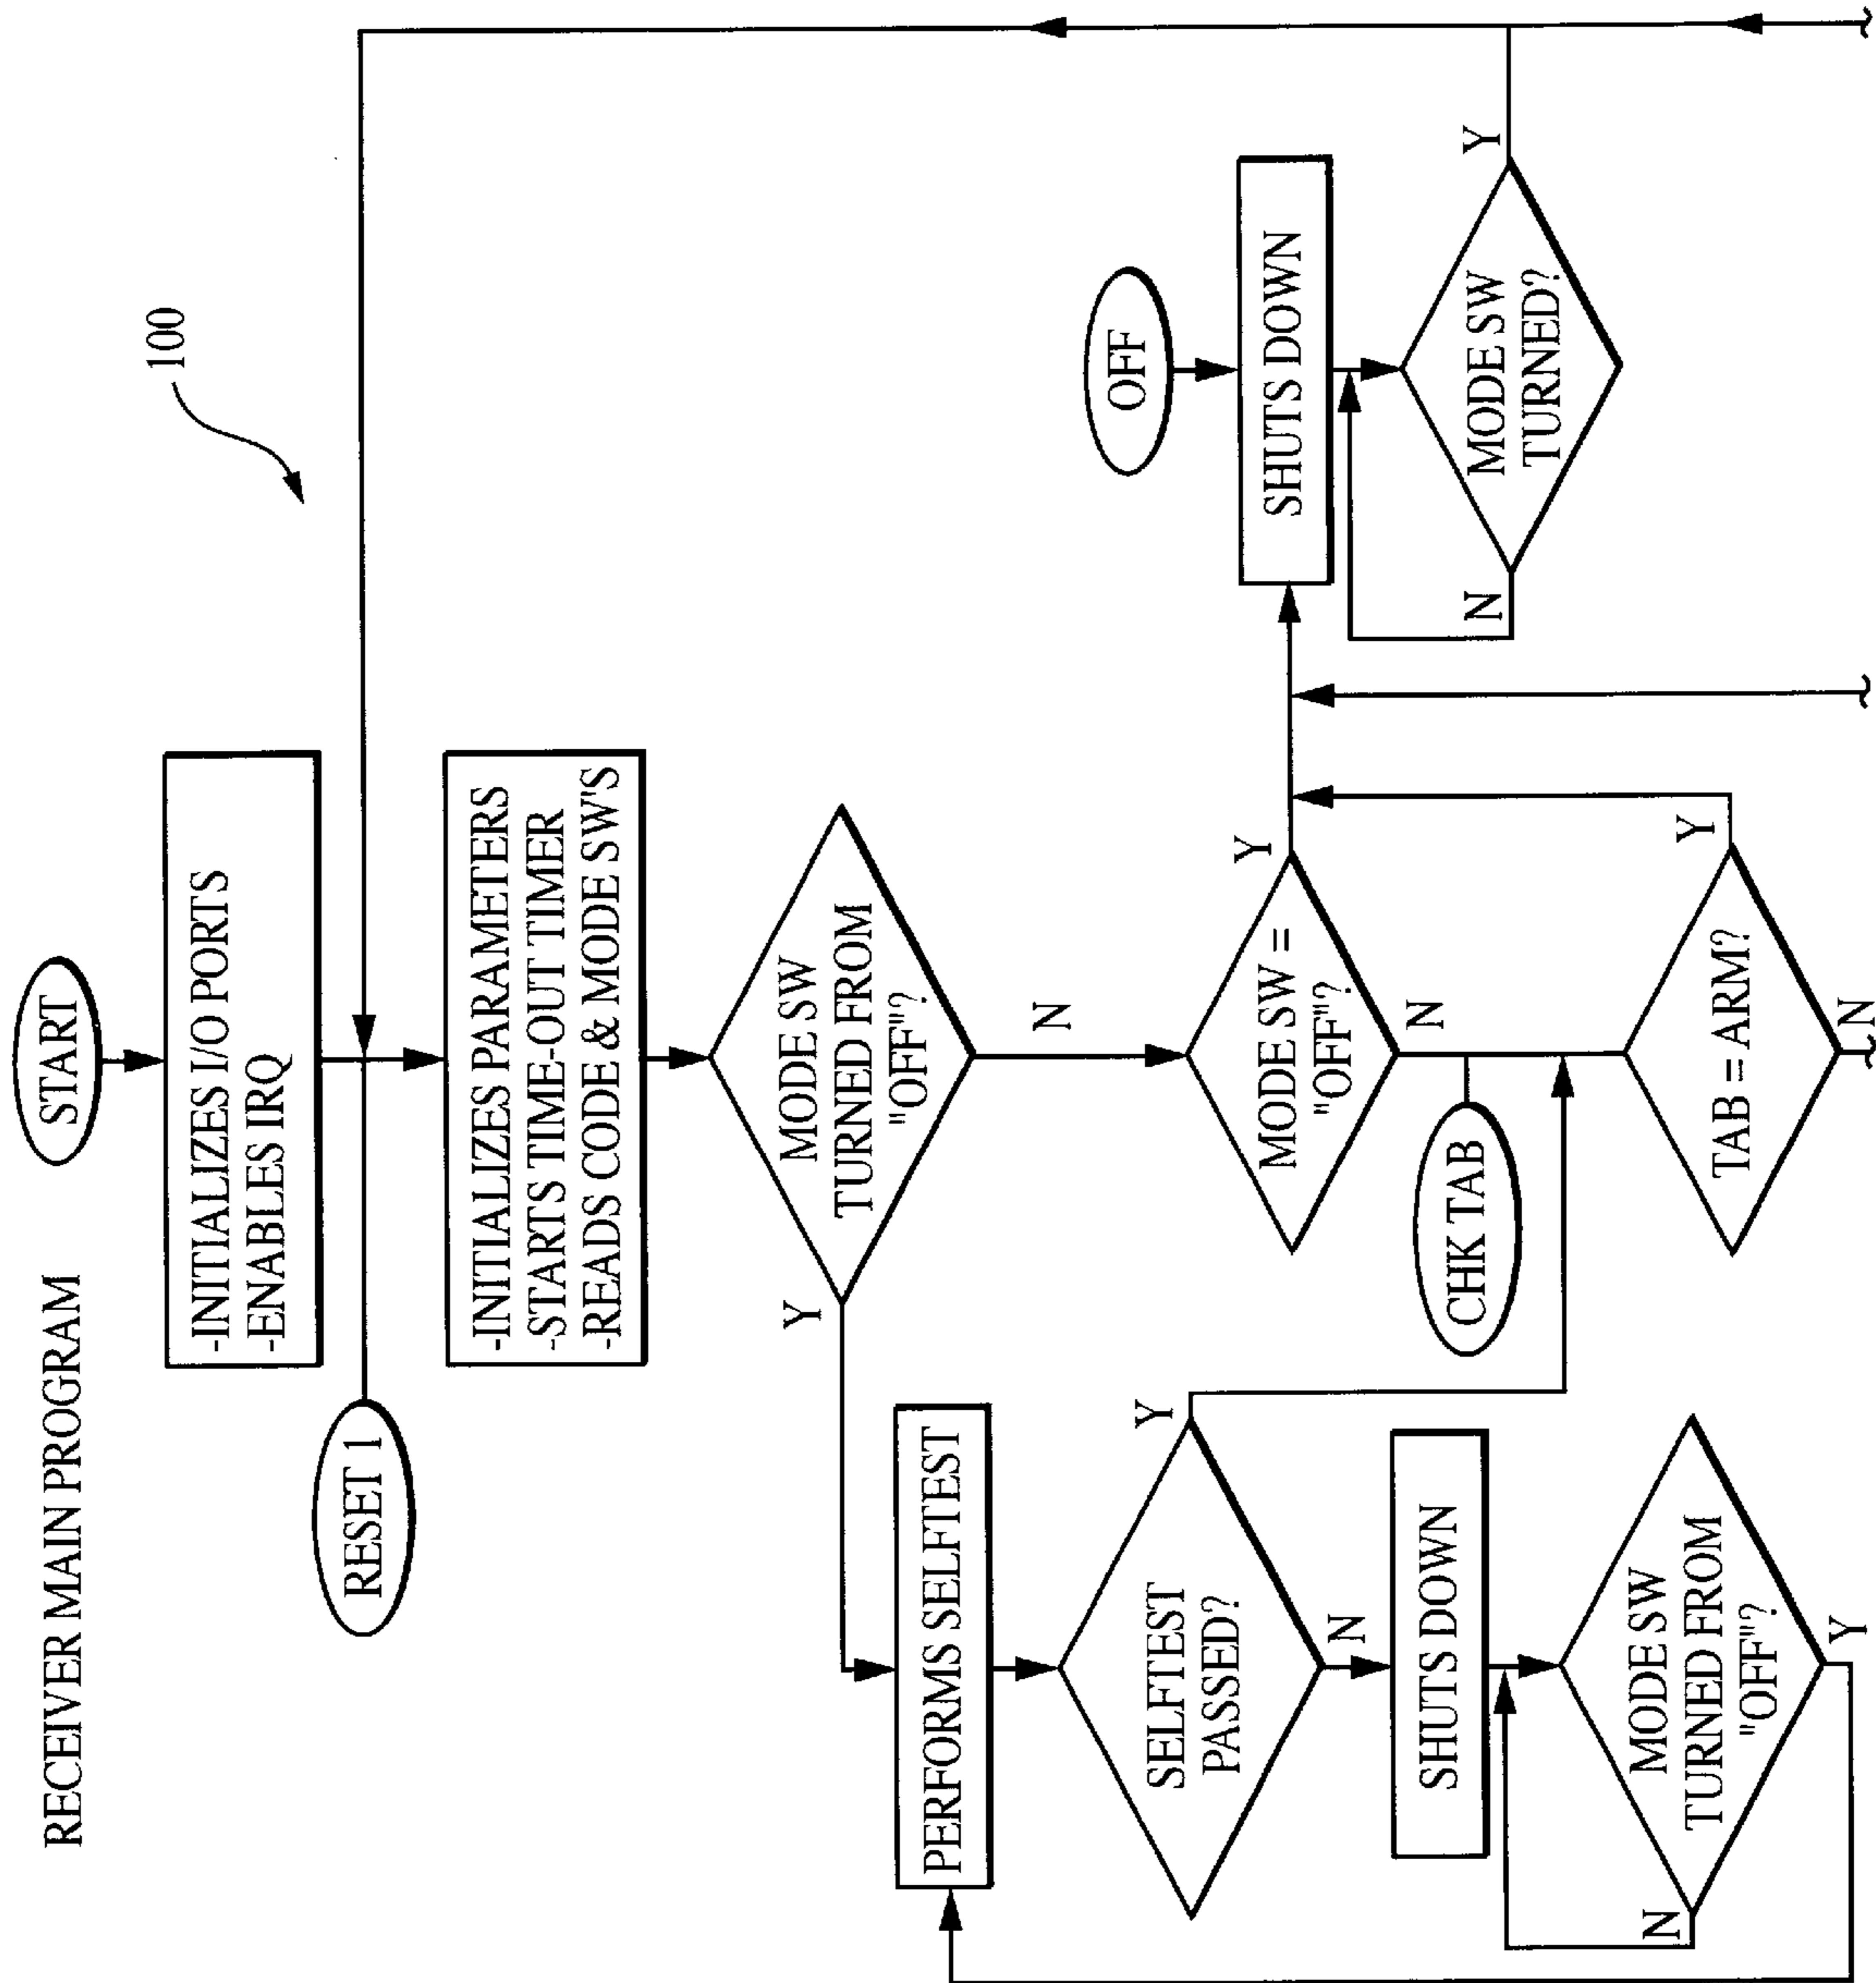 RECEIVER MAIN PROGRAM
100
START
-INITIALIZES I/O PORTS
-ENABLES IRQ
RESET 1
-INITIALIZES PARAMETERS
-STARTS TIME-OUT TIMER
-READS CODE & MODE SW'S
MODE SW
TURNED FROM
"OFF"?
Y
N
PERFORMS SELFTEST
SELFTEST
PASSED?
Y
N
SHUTS DOWN
MODE SW
TURNED FROM
"OFF"?
N
Y
MODE SW =
"OFF"?
Y
N
CHK TAB
TAB = ARM?
Y
N
OFF
SHUTS DOWN
MODE SW
TURNED?
N
Y